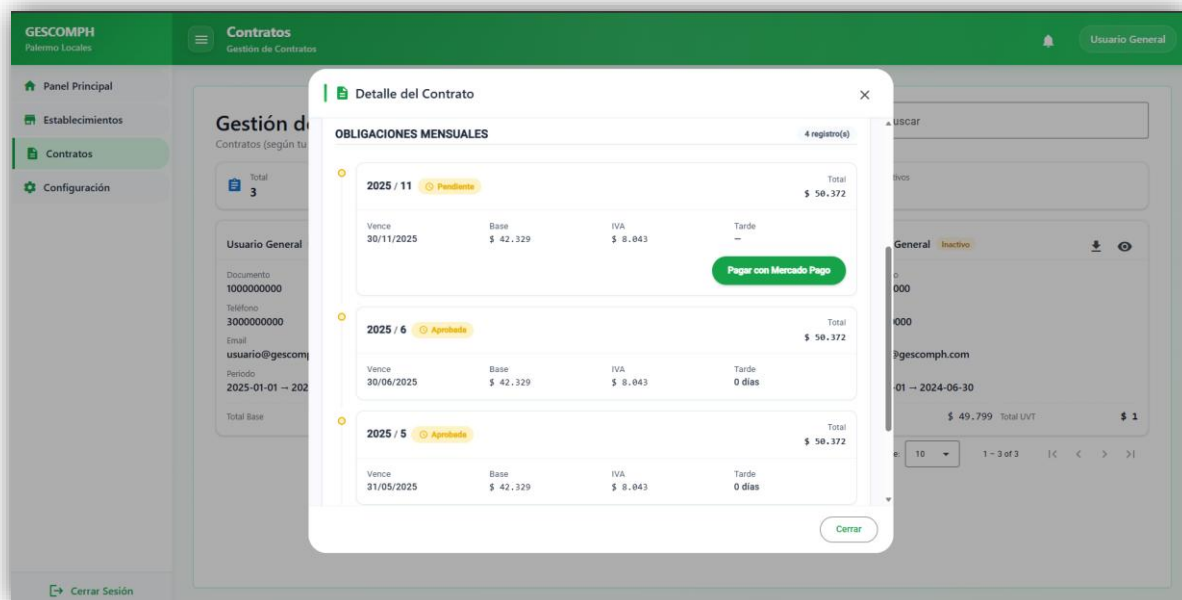 GESCOMPH
Palermo Locales
Contratos
Gestión de Contratos
Usuario General
Panel Principal
Establecimientos
Contratos
Configuración
Cerrar Sesión
Gestión d
Contratos (según tu
uscar
Total
3
ivos
Usuario General
Documento
1000000000
Teléfono
3000000000
Email
usuario@gescomp
Periodo
2025-01-01 → 202
Total Base
General Inactivo
o
000
000
@gescomph.com
-01 → 2024-06-30
$ 49.799 Total UVT $ 1
e: 10 1 – 3 of 3
Detalle del Contrato
OBLIGACIONES MENSUALES 4 registro(s)
2025 / 11 Pendiente Total
$ 50.372
Vence Base IVA Tarde
30/11/2025 $ 42.329 $ 8.043 —
Pagar con Mercado Pago
2025 / 6 Aprobada Total
$ 50.372
Vence Base IVA Tarde
30/06/2025 $ 42.329 $ 8.043 0 días
2025 / 5 Aprobada Total
$ 50.372
Vence Base IVA Tarde
31/05/2025 $ 42.329 $ 8.043 0 días
Cerrar